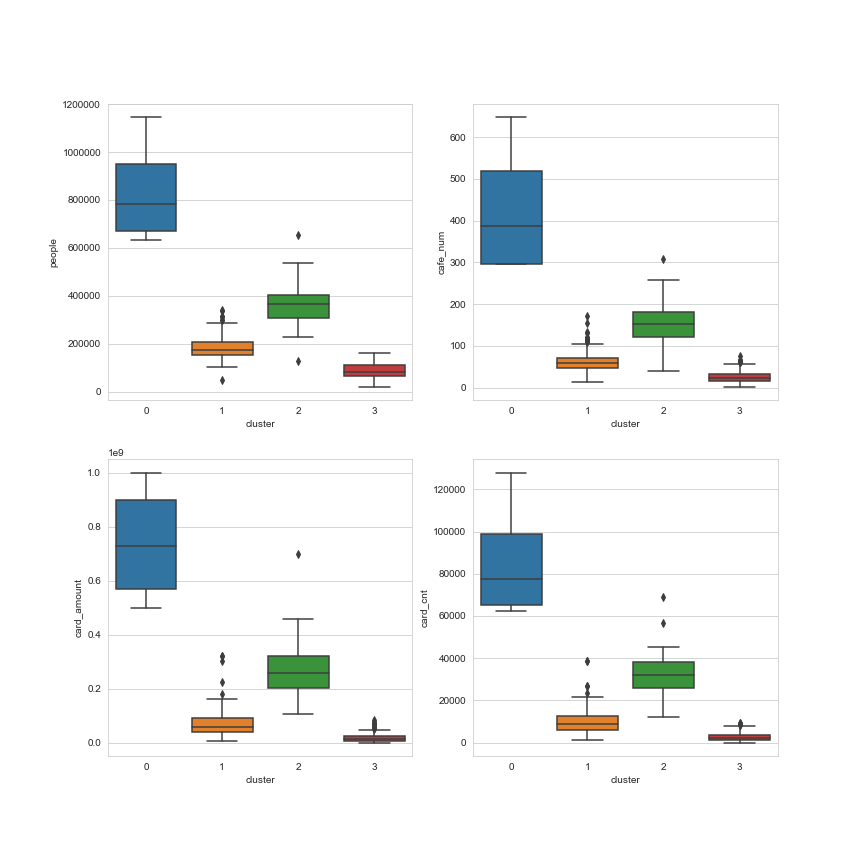 1200000
1000000
800000
600000
400000
200000
0
people
0 1 2 3
cluster
600
500
400
300
200
100
0
cafe_num
0 1 2 3
cluster
1e9
1.0
0.8
0.6
0.4
0.2
0.0
card_amount
0 1 2 3
cluster
120000
100000
80000
60000
40000
20000
0
card_cnt
0 1 2 3
cluster